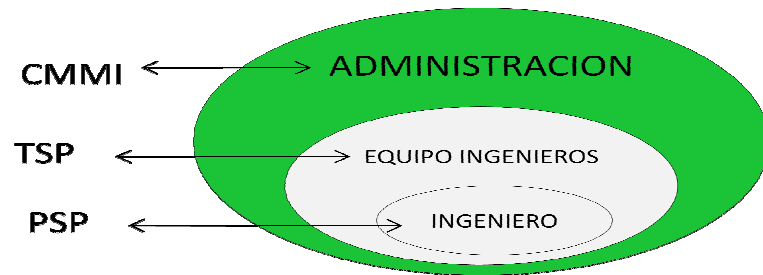 CMMI
ADMINISTRACION
TSP
EQUIPO INGENIEROS
PSP
INGENIERO